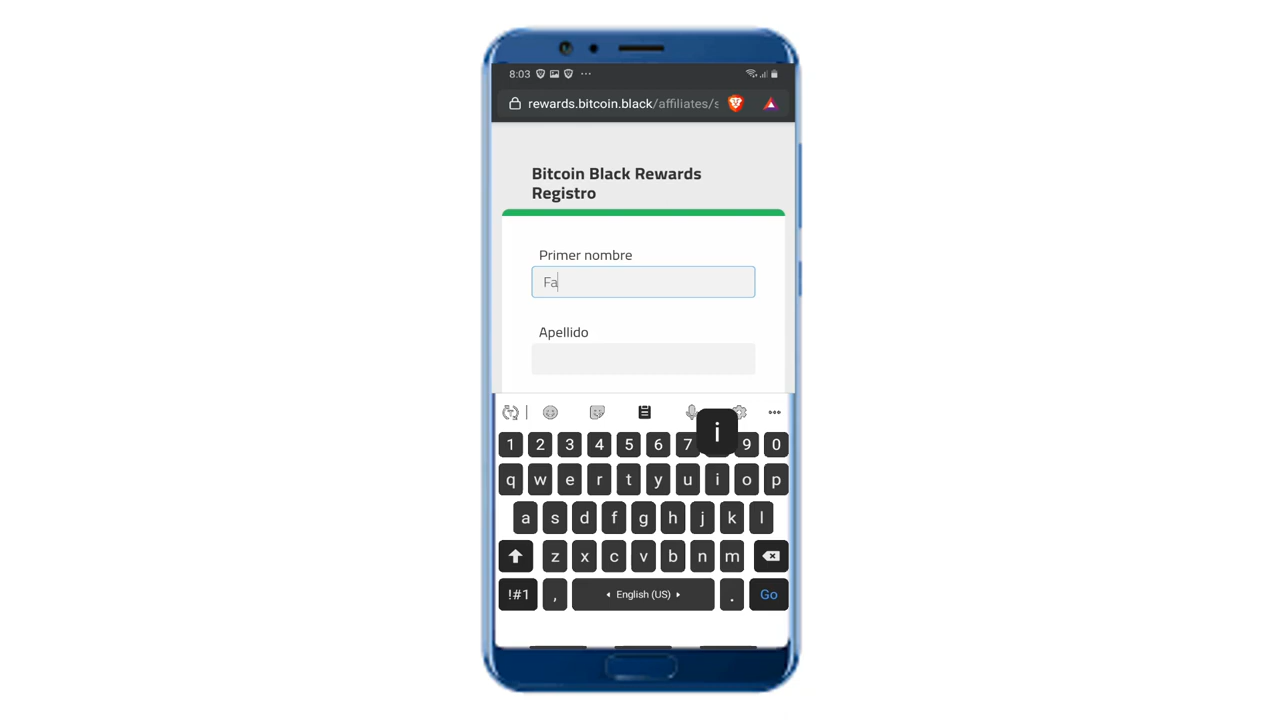 8:03
rewards.bitcoin.black/affiliates/s
Bitcoin Black Rewards
Registro
Primer nombre
Fa
Apellido
i
1 2 3 4 5 6 7 9 0
q w e r t y u i o p
a s d f g h j k l
z x c v b n m
!#1 , English (US) . Go